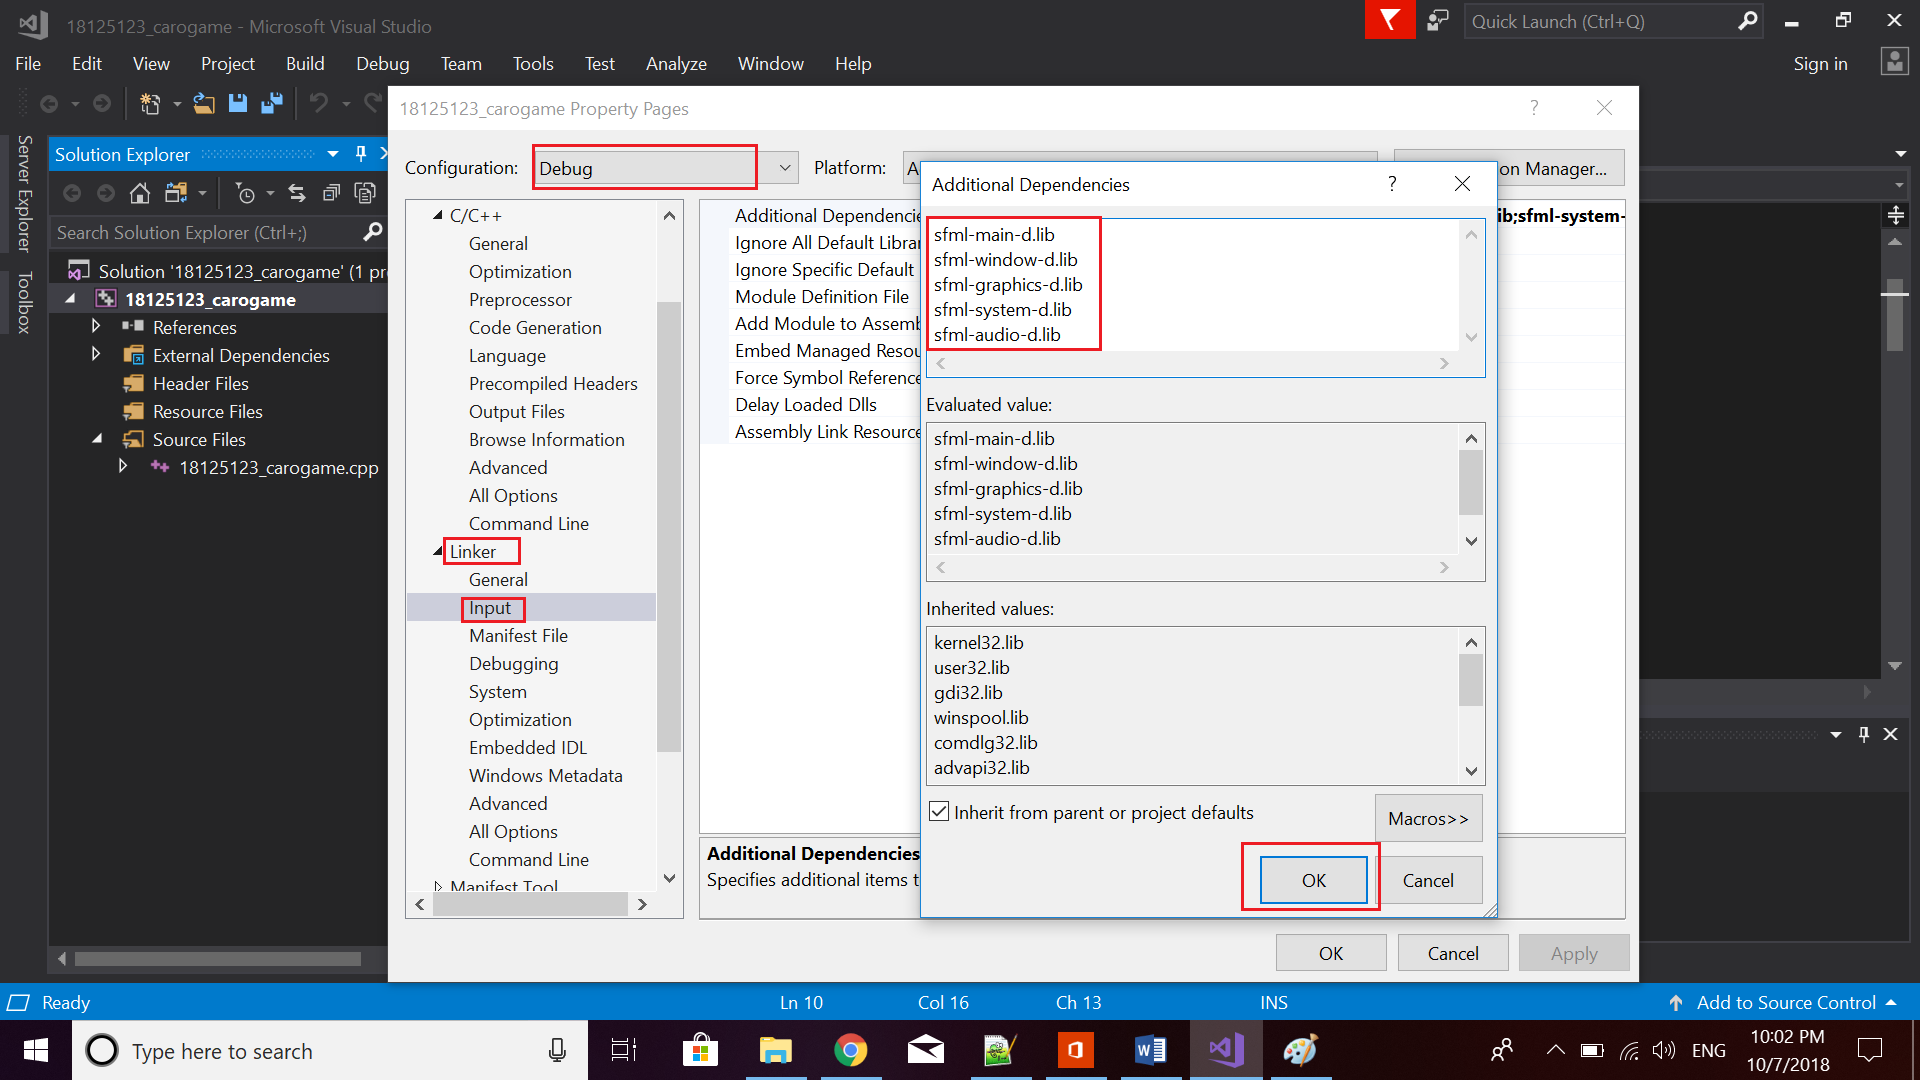 18125123_carogame - Microsoft Visual Studio
Quick Launch (Ctrl+Q)
File Edit View Project Build Debug Team Tools Test Analyze Window Help
Sign in
Server Explorer
Toolbox
Solution Explorer
Search Solution Explorer (Ctrl+;)
Solution '18125123_carogame' (1 pr
18125123_carogame
References
External Dependencies
Header Files
Resource Files
Source Files
18125123_carogame.cpp
18125123_carogame Property Pages
Configuration: Debug
Platform: A
on Manager...
C/C++
General
Optimization
Preprocessor
Code Generation
Language
Precompiled Headers
Output Files
Browse Information
Advanced
All Options
Command Line
Linker
General
Input
Manifest File
Debugging
System
Optimization
Embedded IDL
Windows Metadata
Advanced
All Options
Command Line
Manifest Tool
Additional Dependencie
ib;sfml-system-
Ignore All Default Librar
Ignore Specific Default
Module Definition File
Add Module to Assemb
Embed Managed Resou
Force Symbol Reference
Delay Loaded Dlls
Assembly Link Resource
Additional Dependencies
Specifies additional items t
Additional Dependencies
sfml-main-d.lib
sfml-window-d.lib
sfml-graphics-d.lib
sfml-system-d.lib
sfml-audio-d.lib
Evaluated value:
sfml-main-d.lib
sfml-window-d.lib
sfml-graphics-d.lib
sfml-system-d.lib
sfml-audio-d.lib
Inherited values:
kernel32.lib
user32.lib
gdi32.lib
winspool.lib
comdlg32.lib
advapi32.lib
Inherit from parent or project defaults
Macros>>
OK Cancel
OK Cancel Apply
Ready
Ln 10 Col 16 Ch 13 INS
Add to Source Control
Type here to search
ENG
10:02 PM
10/7/2018